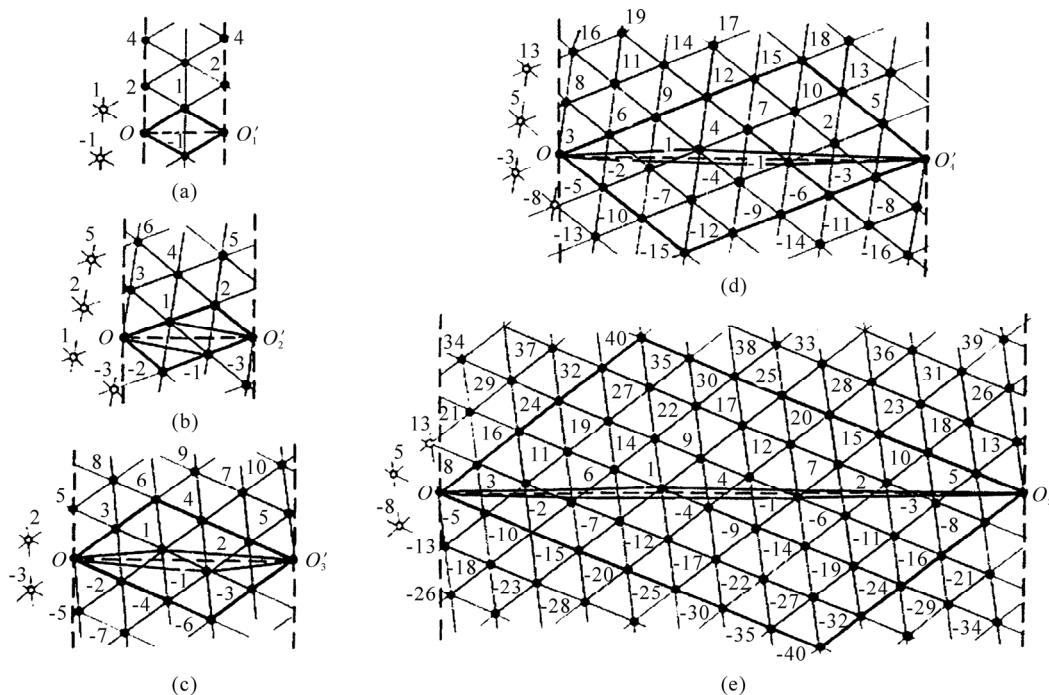 4 4
2 1 2
1
O -1 O′1
-1
(a)
6 5
5 4
3
2 1 2
O O′2
1
-2 -1 -3
-3
(b)
9
8 7 10
6 4
5
3 1 2 5
2
O O′3
-3 -2 -1 -3
-5 -4 -6
-7
(c)
19 17
16 14 18
13 11 15
12 13
8 9 10
5 6 7 5
3 1 4 2
O -1 O′4
-3 -2 -4 -3
-5 -7 -6 -8
-8 -10 -9 -11
-13 -12 -14 -16
-15
(d)
40 39
34 37 35 38 33 36
32 30 31
29 27 25 28 26
24 22 23
21 19 17 20 18
16 14 15 13
13 11 9 12 10
8 6 7 5
5 3 1 4 2
O O
-5 -2 -4 -1 -3
-8 -7 -6 -8
-10 -9 -11
-13 -12 -14 -16
-15 -17 -19
-18 -20 -22 -24 -21
-26 -23 -25 -27 -29
-28 -30 -32 -34
-35
-40
(e)